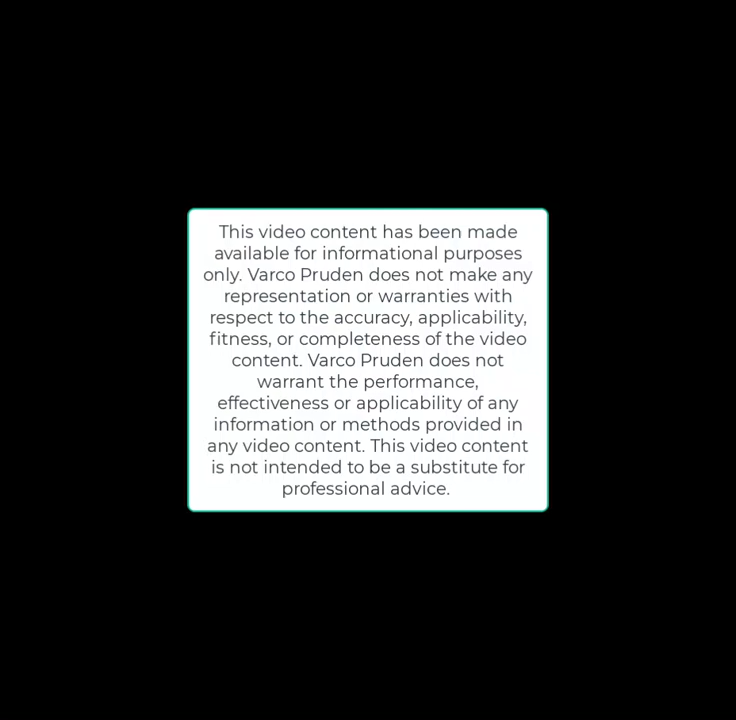 This video content has been made
available for informational purposes
only. Varco Pruden does not make any
representation or warranties with
respect to the accuracy, applicability,
fitness, or completeness of the video
content. Varco Pruden does not
warrant the performance,
effectiveness or applicability of any
information or methods provided in
any video content. This video content
is not intended to be a substitute for
professional advice.